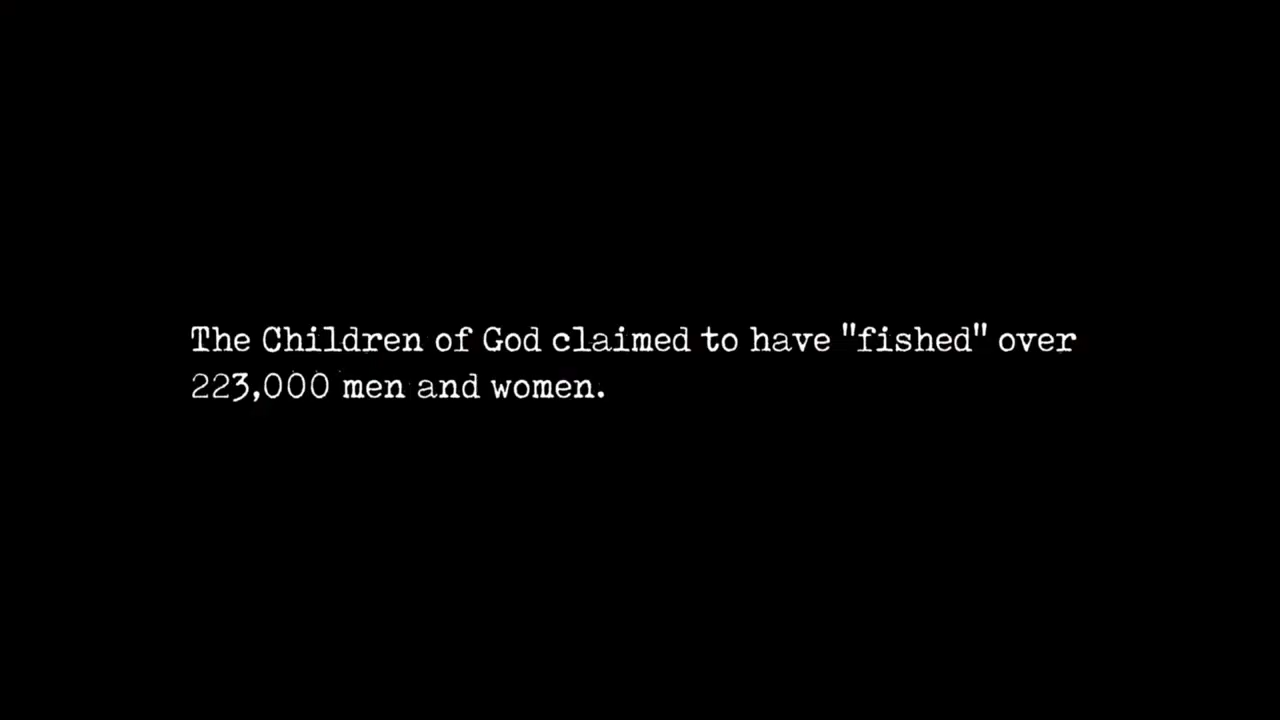 The Children of God claimed to have "fished" over
223,000 men and women.